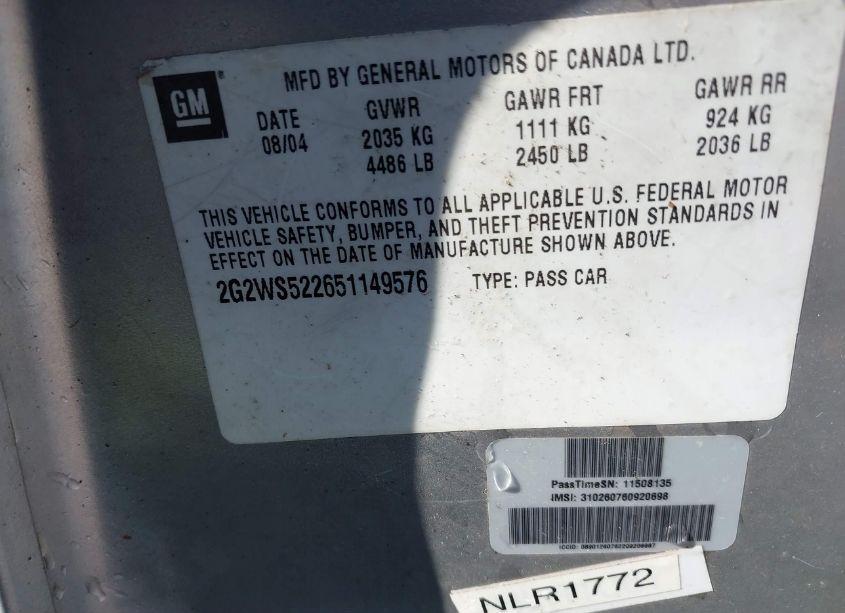 GM
MFD BY GENERAL MOTORS OF CANADA LTD.
DATE GVWR GAWR FRT GAWR RR
08/04 2035 KG 1111 KG 924 KG
4486 LB 2450 LB 2036 LB
THIS VEHICLE CONFORMS TO ALL APPLICABLE U.S. FEDERAL MOTOR
VEHICLE SAFETY, BUMPER, AND THEFT PREVENTION STANDARDS IN
EFFECT ON THE DATE OF MANUFACTURE SHOWN ABOVE.
2G2WS522651149576 TYPE: PASS CAR
PassTimeSN: 11508135
IMSI: 310260760920698
ICCID:
NLR1772